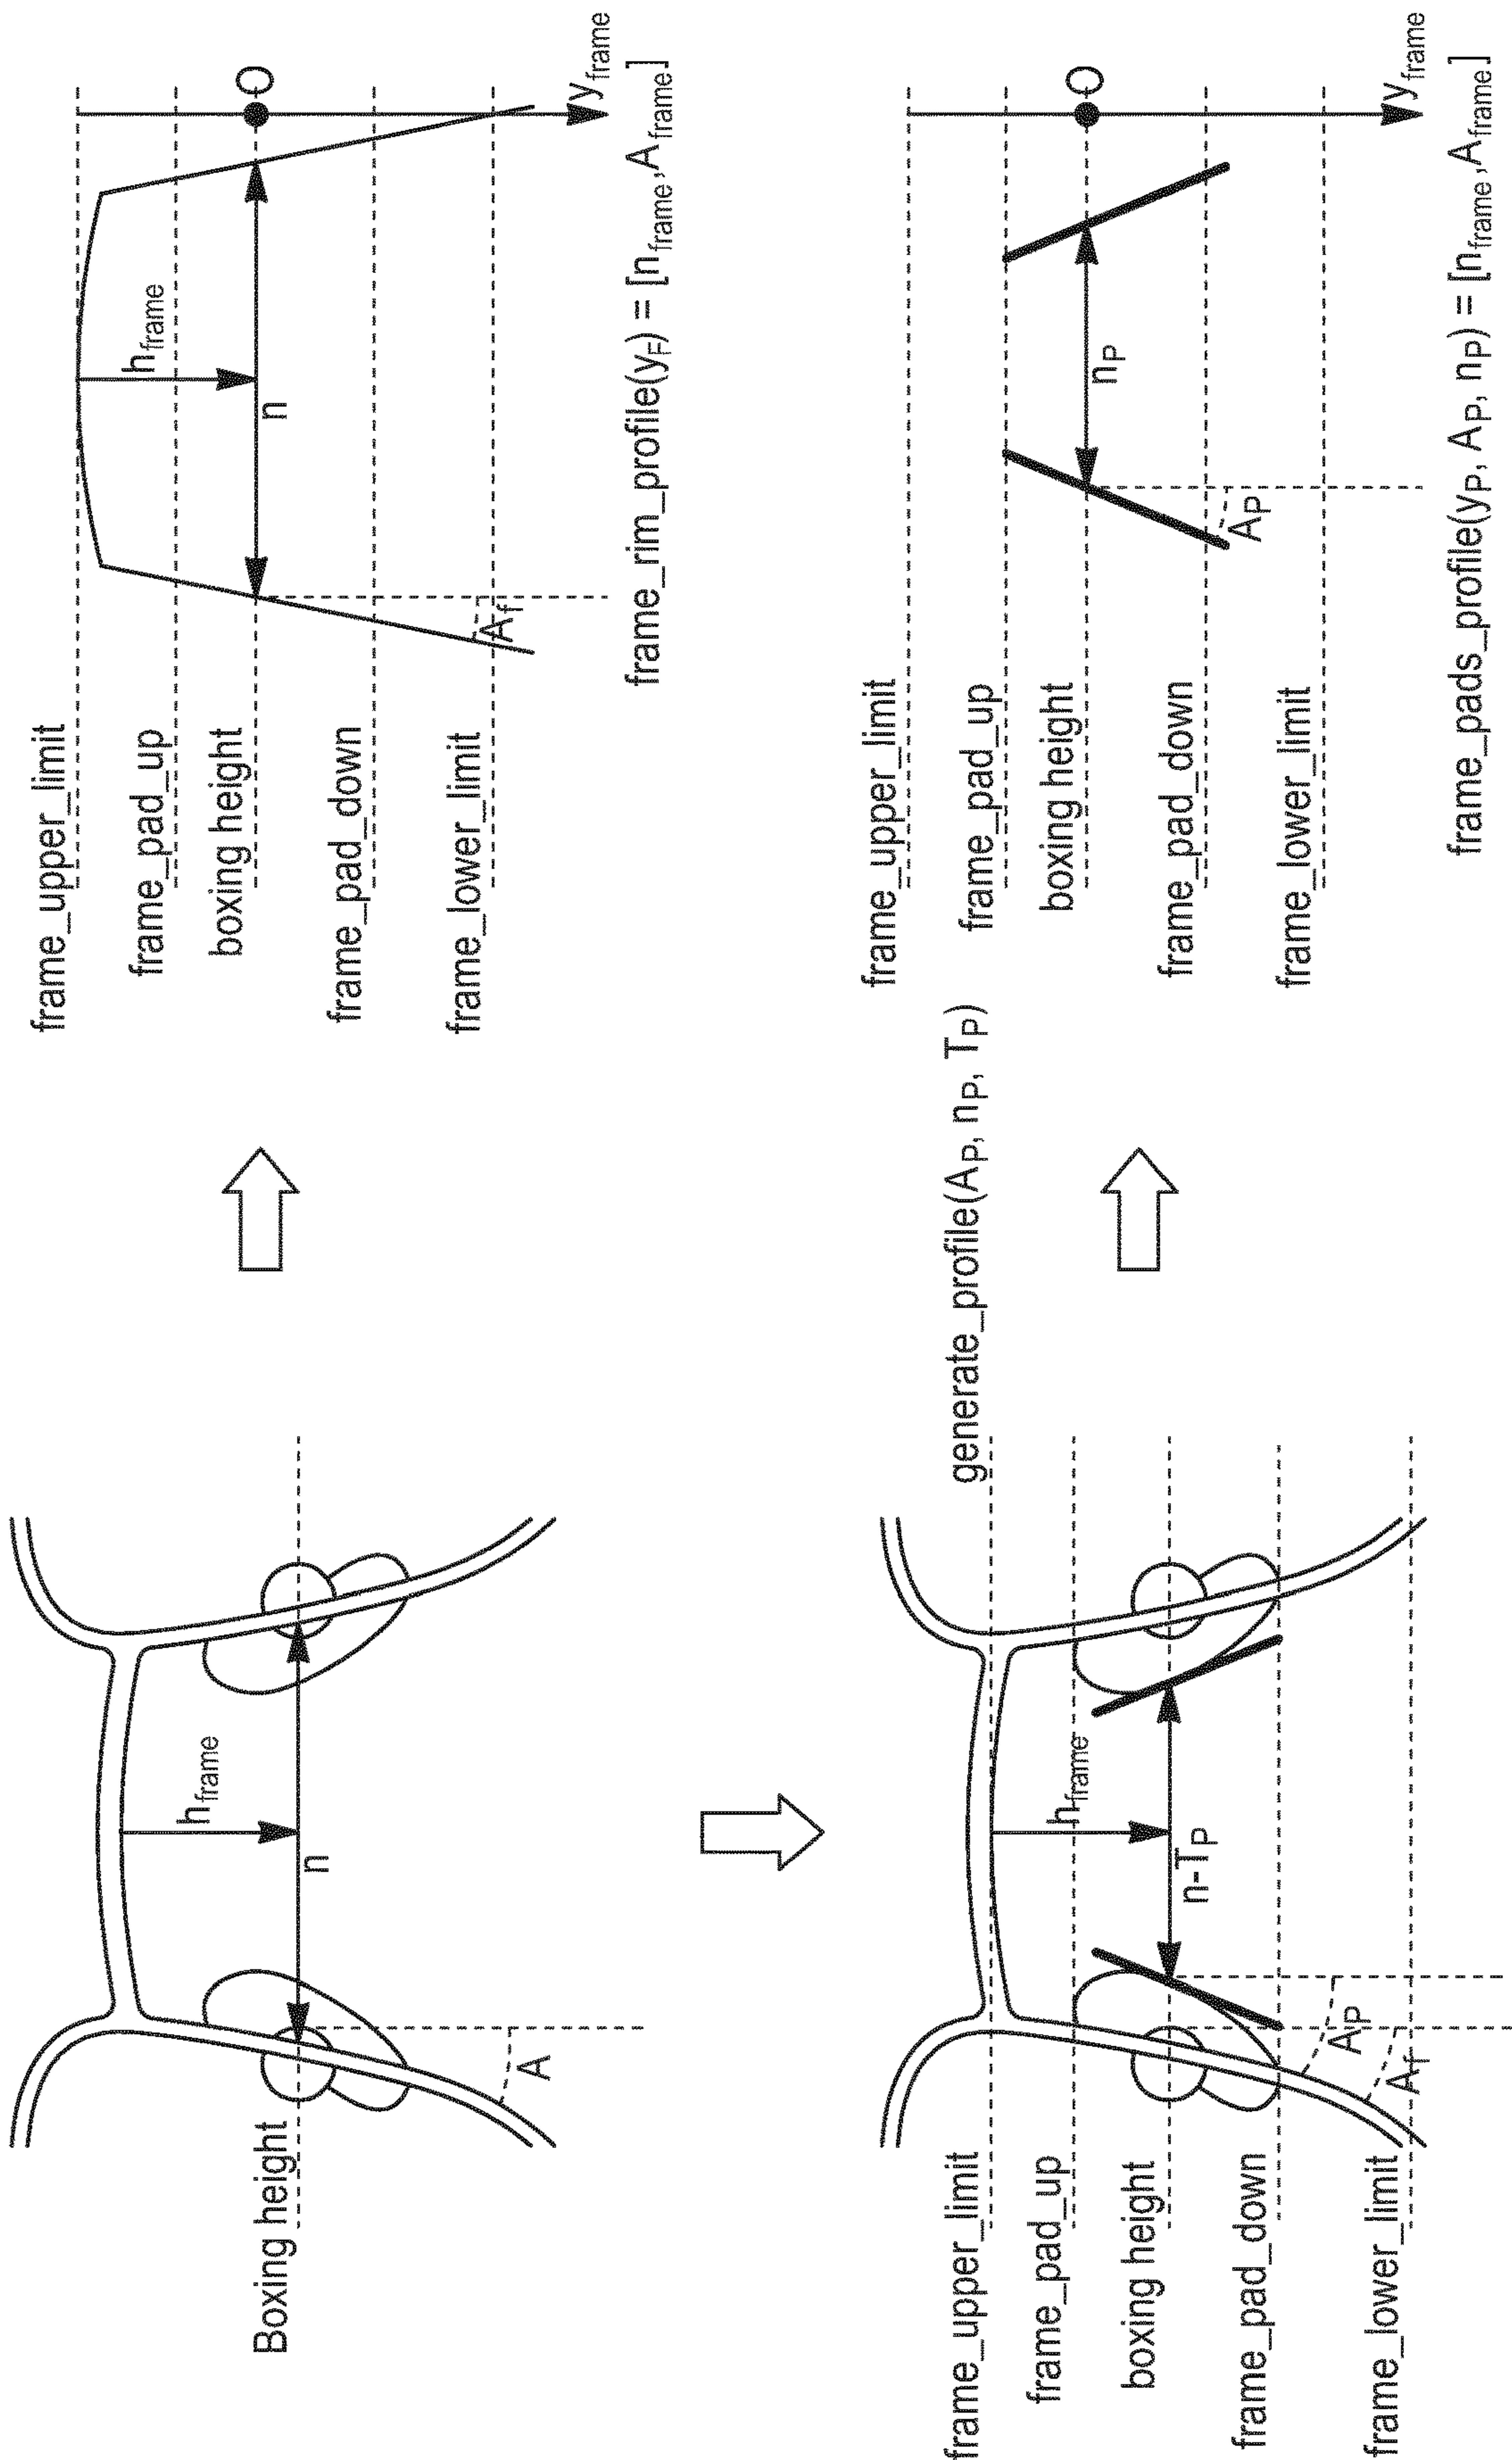 Boxing height
h_frame
n
A
frame_upper_limit
frame_pad_up
boxing height
frame_pad_down
frame_lower_limit
h_frame
n
A_f
O
y_frame
frame_rim_profile(y_F) = [n_frame,A_frame]
frame_upper_limit
frame_pad_up
boxing height
frame_pad_down
frame_lower_limit
h_frame
n-T_P
A_P
A_f
generate_profile(A_P, n_P, T_P)
frame_upper_limit
frame_pad_up
boxing height
frame_pad_down
frame_lower_limit
n_P
A_P
O
y_frame
frame_pads_profile(y_P, A_P, n_P) = [n_frame,A_frame]